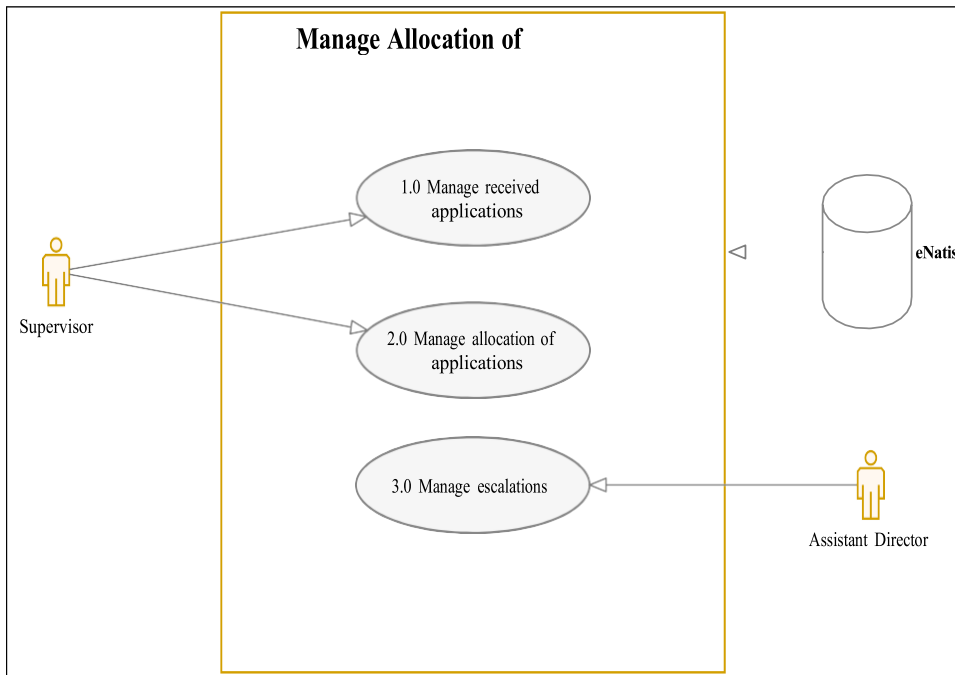 Manage Allocation of
1.0 Manage received
applications
eNatis
Supervisor
2.0 Manage allocation of
applications
3.0 Manage escalations
Assistant Director